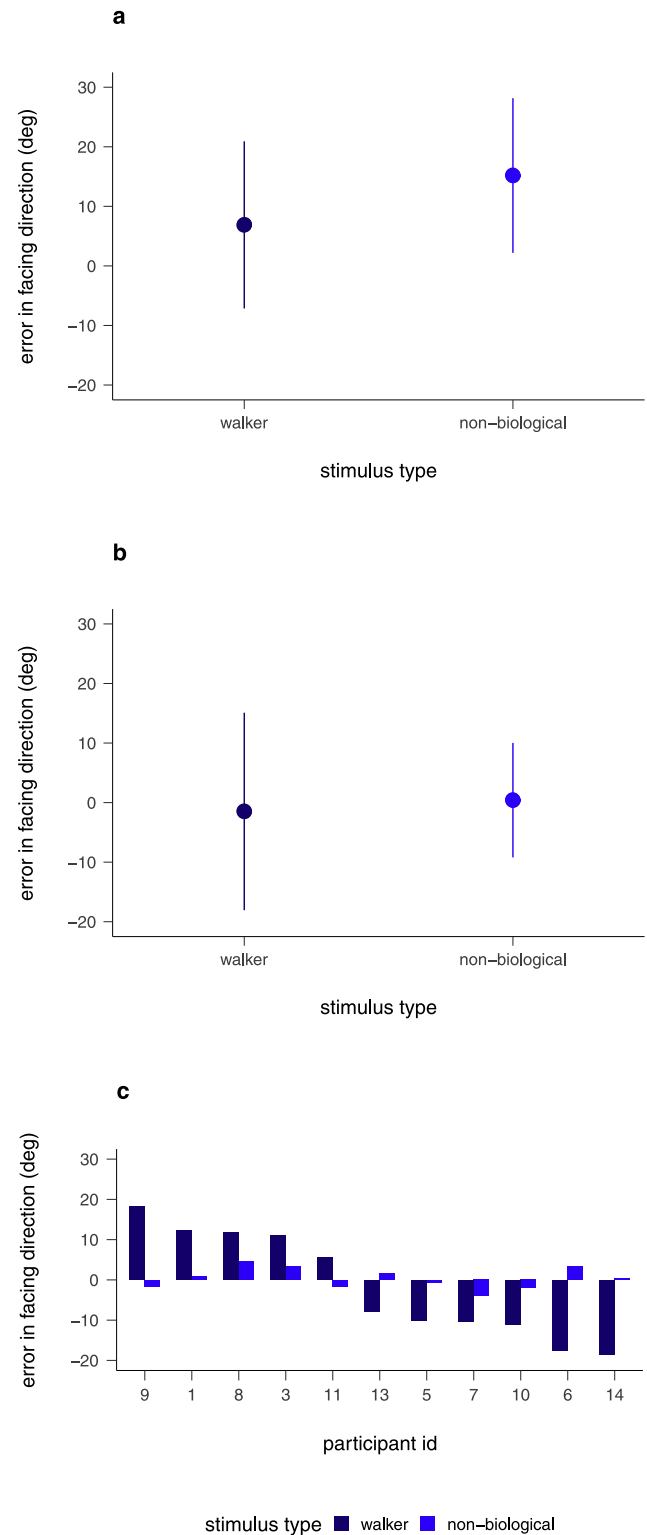 a
error in facing direction (deg)
30
20
10
0
−10
−20
walker non−biological
stimulus type
b
error in facing direction (deg)
30
20
10
0
−10
−20
walker non−biological
stimulus type
c
error in facing direction (deg)
30
20
10
0
−10
−20
9 1 8 3 11 13 5 7 10 6 14
participant id
stimulus type walker non−biological